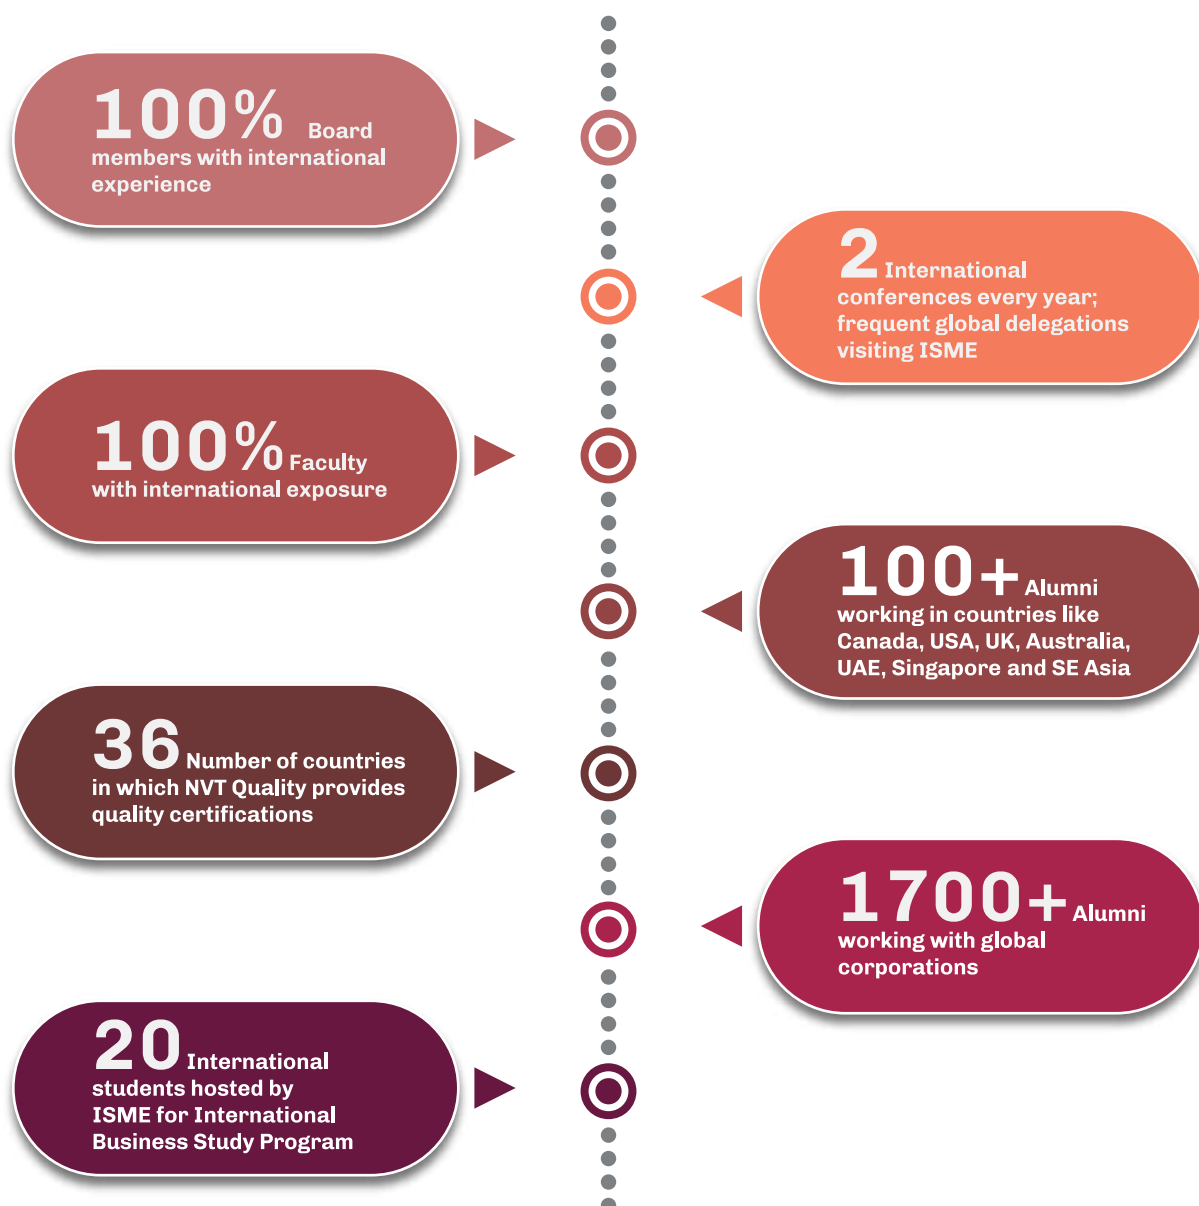 100% Board
members with international
experience
2 International
conferences every year;
frequent global delegations
visiting ISME
100% Faculty
with international exposure
100+ Alumni
working in countries like
Canada, USA, UK, Australia,
UAE, Singapore and SE Asia
36 Number of countries
in which NVT Quality provides
quality certifications
1700+ Alumni
working with global
corporations
20 International
students hosted by
ISME for International
Business Study Program